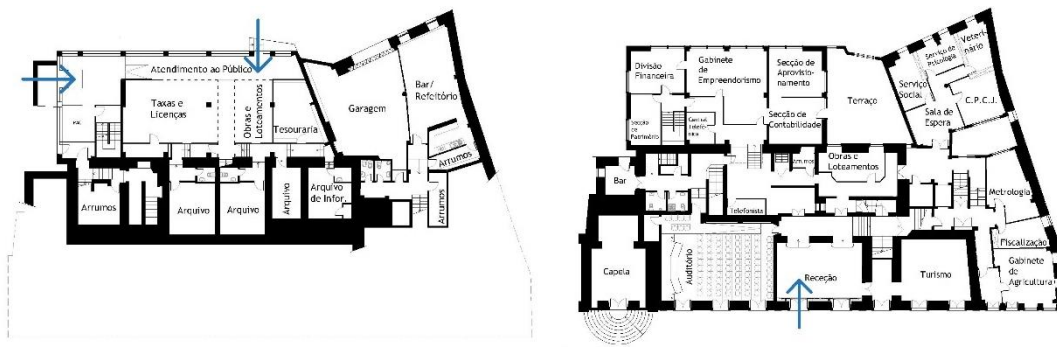 Atendimento ao Público
Taxas e
Licenças
Obras e
Loteamentos
Tesouraria
Garagem
Bar/
Refeitório
Arrumos
Arrumos
Arquivo
Arquivo
Arquivo
Arquivo
de Infor.
Arrumos
Divisão
Financeira
Gabinete
de
Empreendorismo
Secção de
Aprovisio-
namento
Terraço
Secção
de
Património
Central
Telefó-
nica
Secção de
Contabilidade
Serviço
Social
Serviço de
Psicologia
Veteri-
nário
Sala de
Espera
C.P.C.J.
Bar
Arrumos
Obras e
Loteamentos
Telefonista
Metrologia
Fiscalização
Gabinete
de
Agricultura
Capela
Auditório
Receção
Turismo